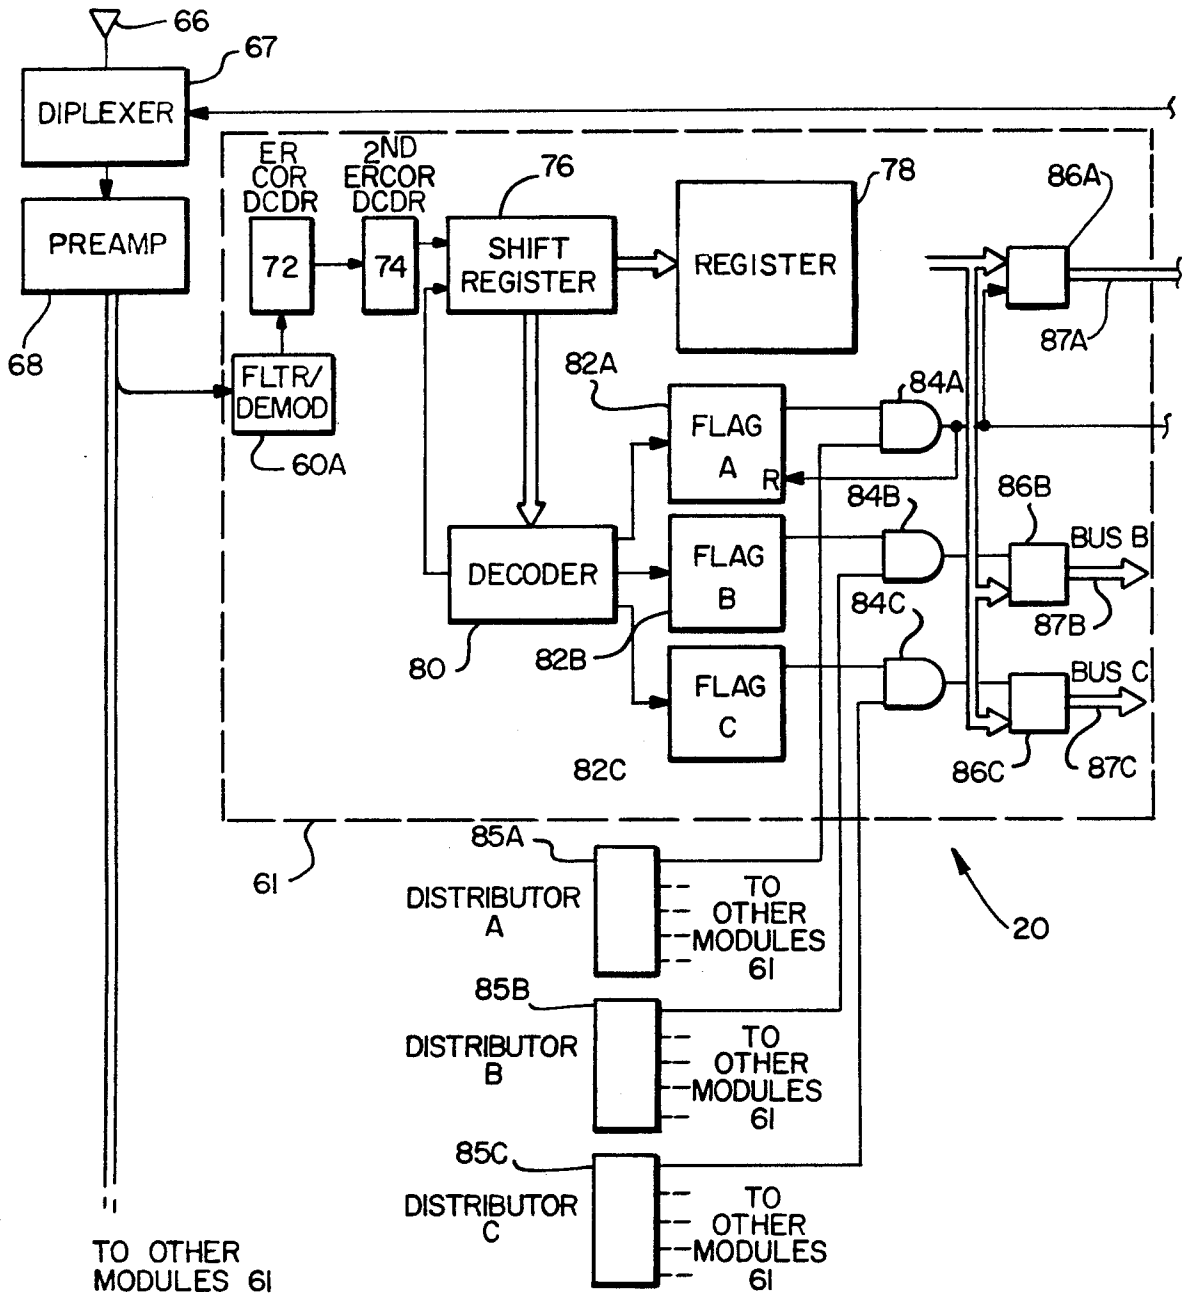 66
67
DIPLEXER
ER
COR
DCDR
2ND
ERCOR
DCDR
76
78
86A
PREAMP
72
74
SHIFT
REGISTER
REGISTER
68
87A
FLTR/
DEMOD
60A
82A
FLAG
A
R
84A
84B
86B
BUS B
DECODER
FLAG
B
87B
80
82B
84C
FLAG
C
BUS C
82C
86C
87C
61
85A
DISTRIBUTOR
A
TO
OTHER
MODULES
61
20
85B
DISTRIBUTOR
B
TO
OTHER
MODULES
61
85C
DISTRIBUTOR
C
TO
OTHER
MODULES
61
TO OTHER
MODULES 61